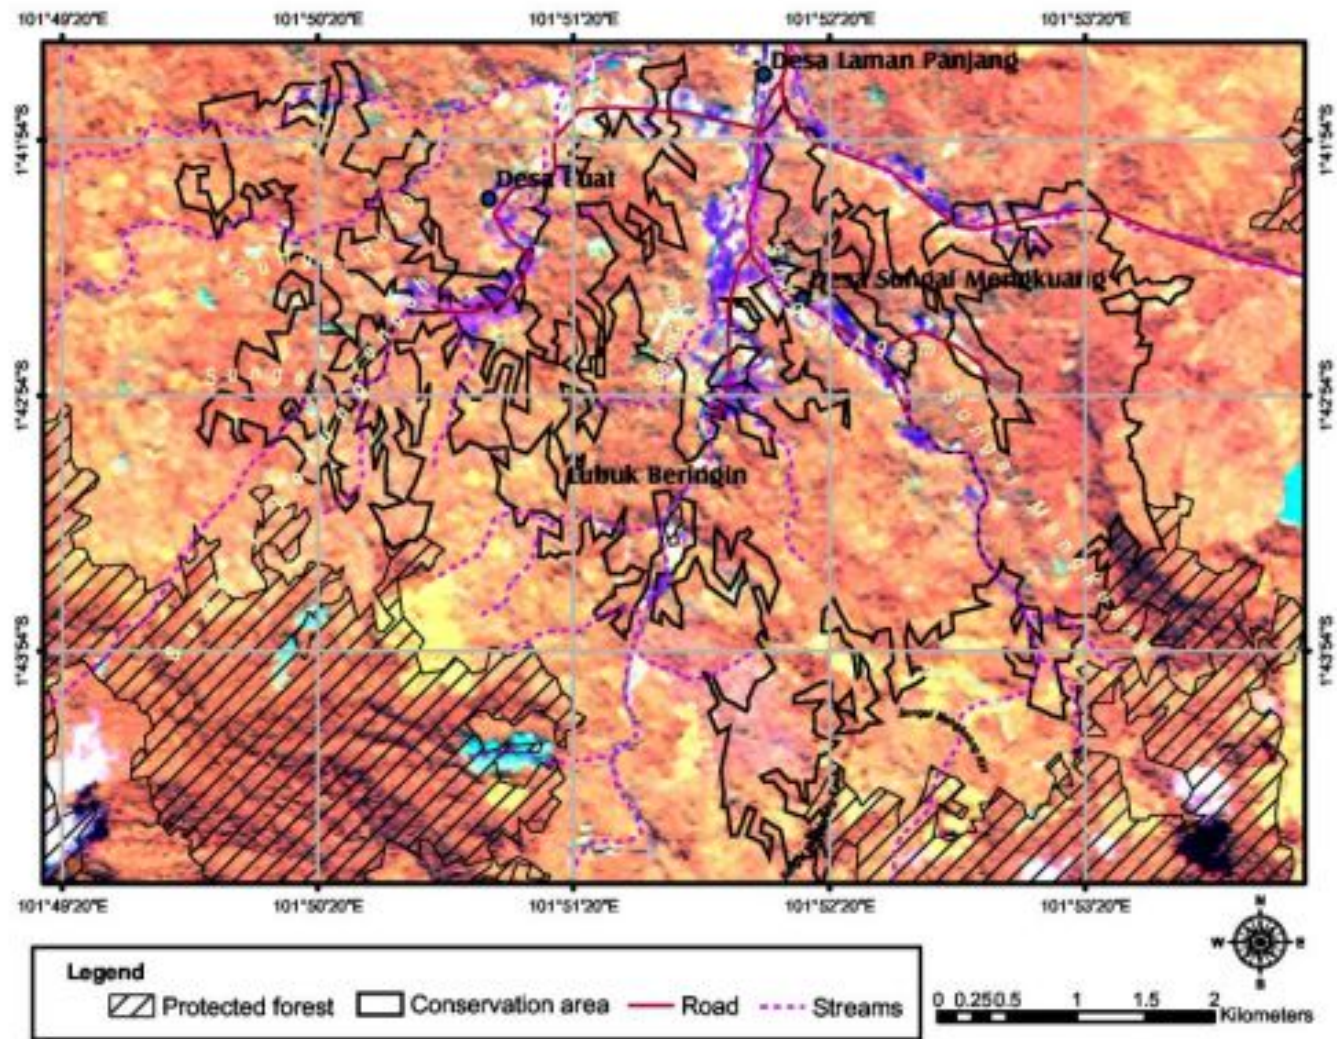 101°49'20"E 101°50'20"E 101°51'20"E 101°52'20"E 101°53'20"E
Desa Laman Panjang
1°41'54"S 1°41'54"S
Desa Buat
Desa Sungai Mengkuang
Agam
1°42'54"S 1°42'54"S
Sungai
Lubuk Beringin
1°43'54"S 1°43'54"S
101°49'20"E 101°50'20"E 101°51'20"E 101°52'20"E 101°53'20"E
N
W E
S
Legend
Protected forest Conservation area Road Streams
0 0.25 0.5 1 1.5 2
Kilometers